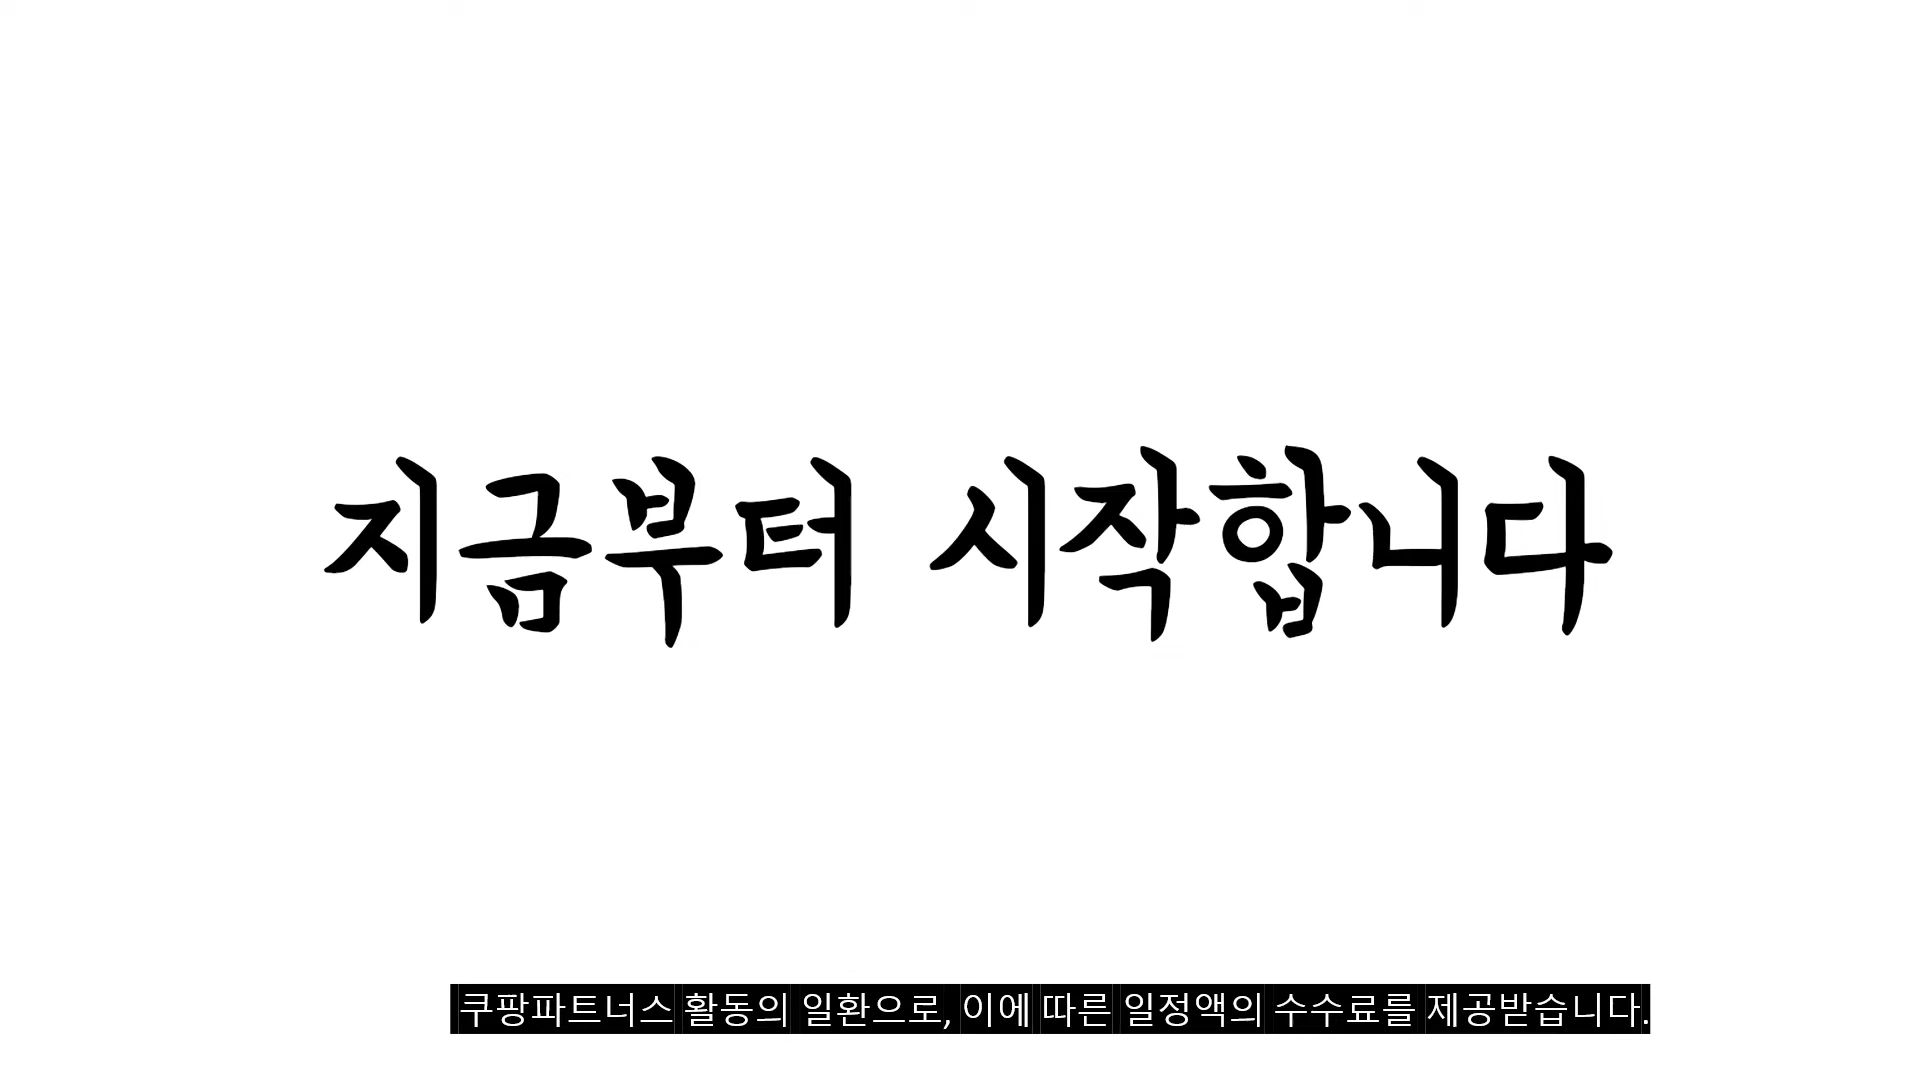 지금부터 시작합니다
쿠팡파트너스 활동의 일환으로, 이에 따른 일정액의 수수료를 제공받습니다.